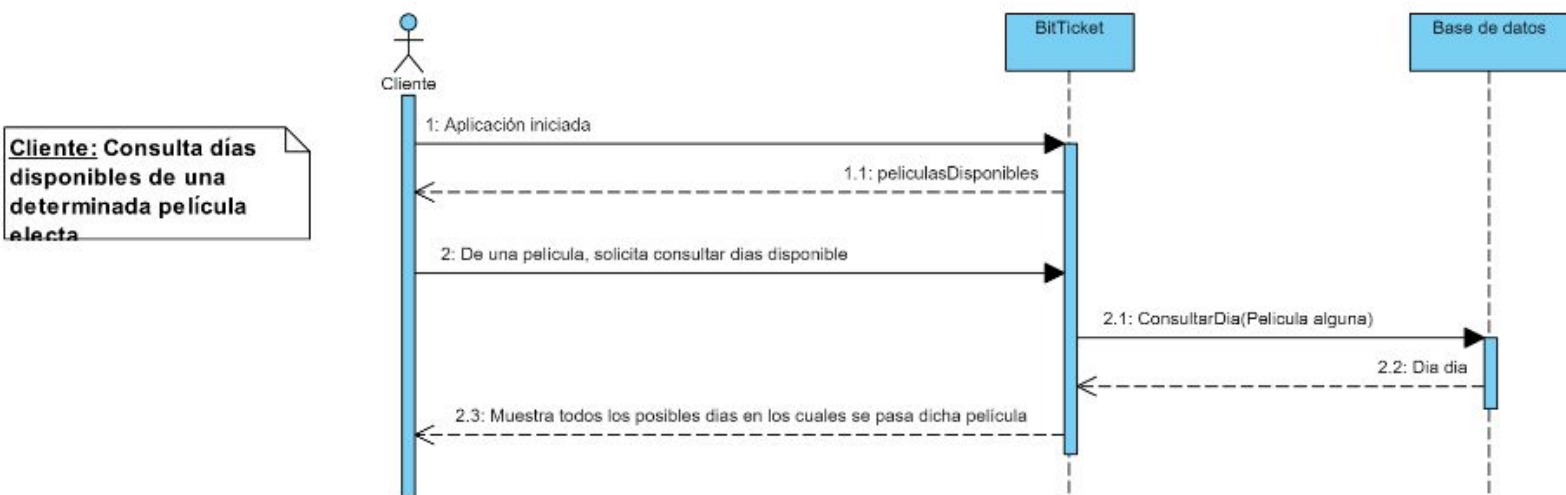 BitTicket
Base de datos
Cliente
Cliente: Consulta días
disponibles de una
determinada película
electa
1: Aplicación iniciada
1.1: peliculasDisponibles
2: De una película, solicita consultar dias disponible
2.1: ConsultarDia(Pelicula alguna)
2.2: Dia dia
2.3: Muestra todos los posibles dias en los cuales se pasa dicha película